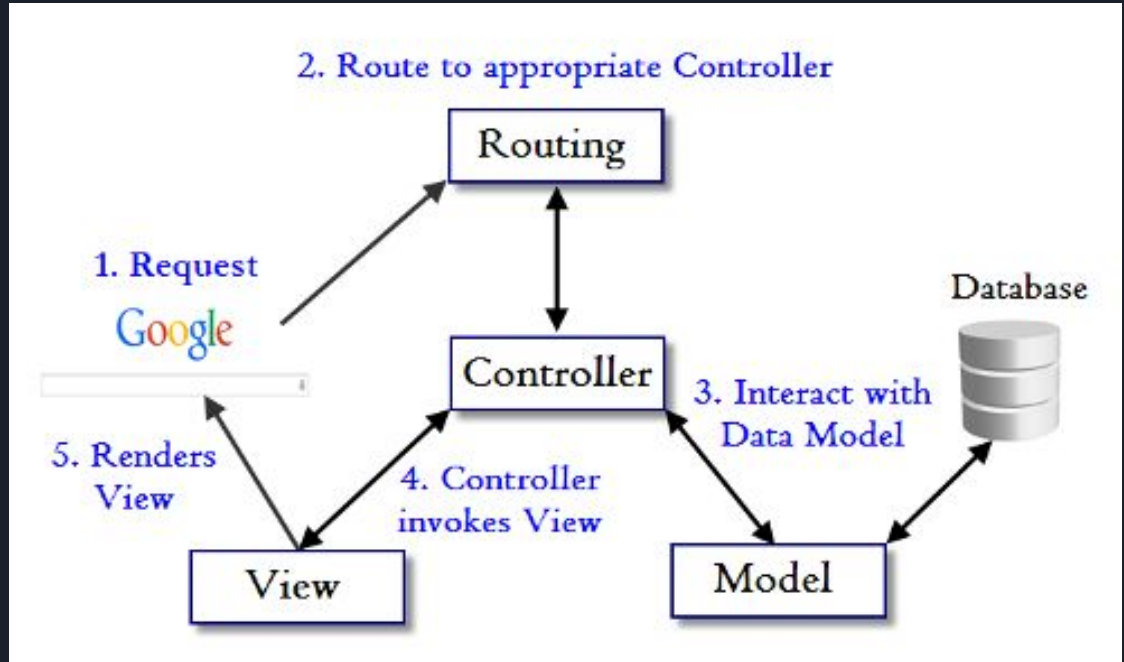 2. Route to appropriate Controller
Routing
1. Request
Google
Database
Controller
3. Interact with
Data Model
5. Renders
View
4. Controller
invokes View
View
Model